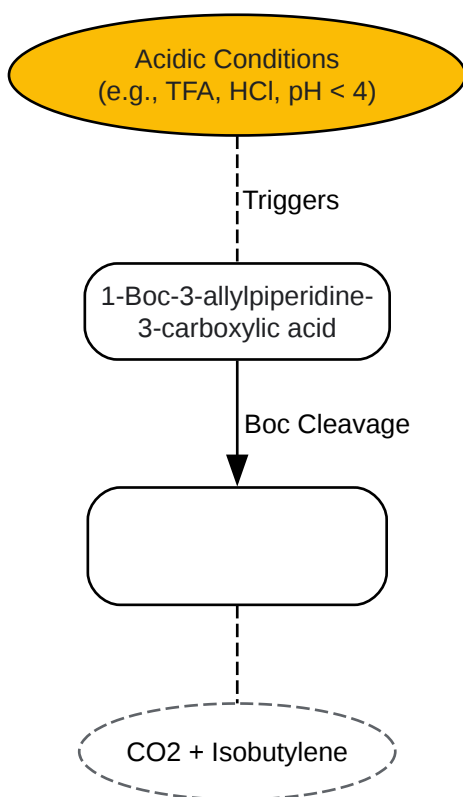 Acidic Conditions
(e.g., TFA, HCl, pH < 4)
Triggers
1-Boc-3-allylpiperidine-
3-carboxylic acid
Boc Cleavage
CO2 + Isobutylene